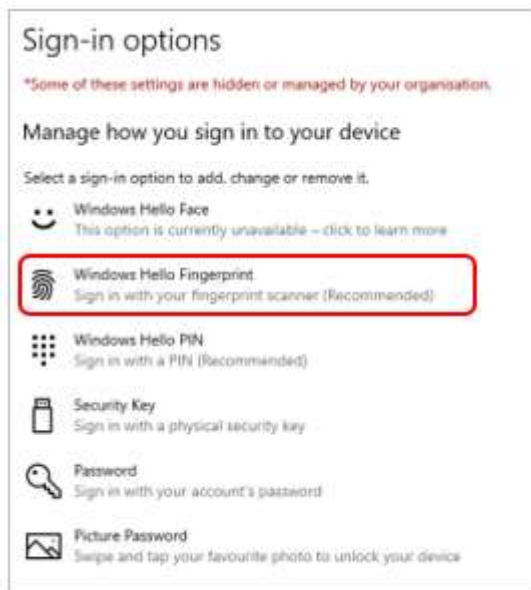 Sign-in options
*Some of these settings are hidden or managed by your organisation.
Manage how you sign in to your device
Select a sign-in option to add, change or remove it.
Windows Hello Face
This option is currently unavailable – click to learn more
Windows Hello Fingerprint
Sign in with your fingerprint scanner (Recommended)
Windows Hello PIN
Sign in with a PIN (Recommended)
Security Key
Sign in with a physical security key
Password
Sign in with your account's password
Picture Password
Swipe and tap your favourite photo to unlock your device